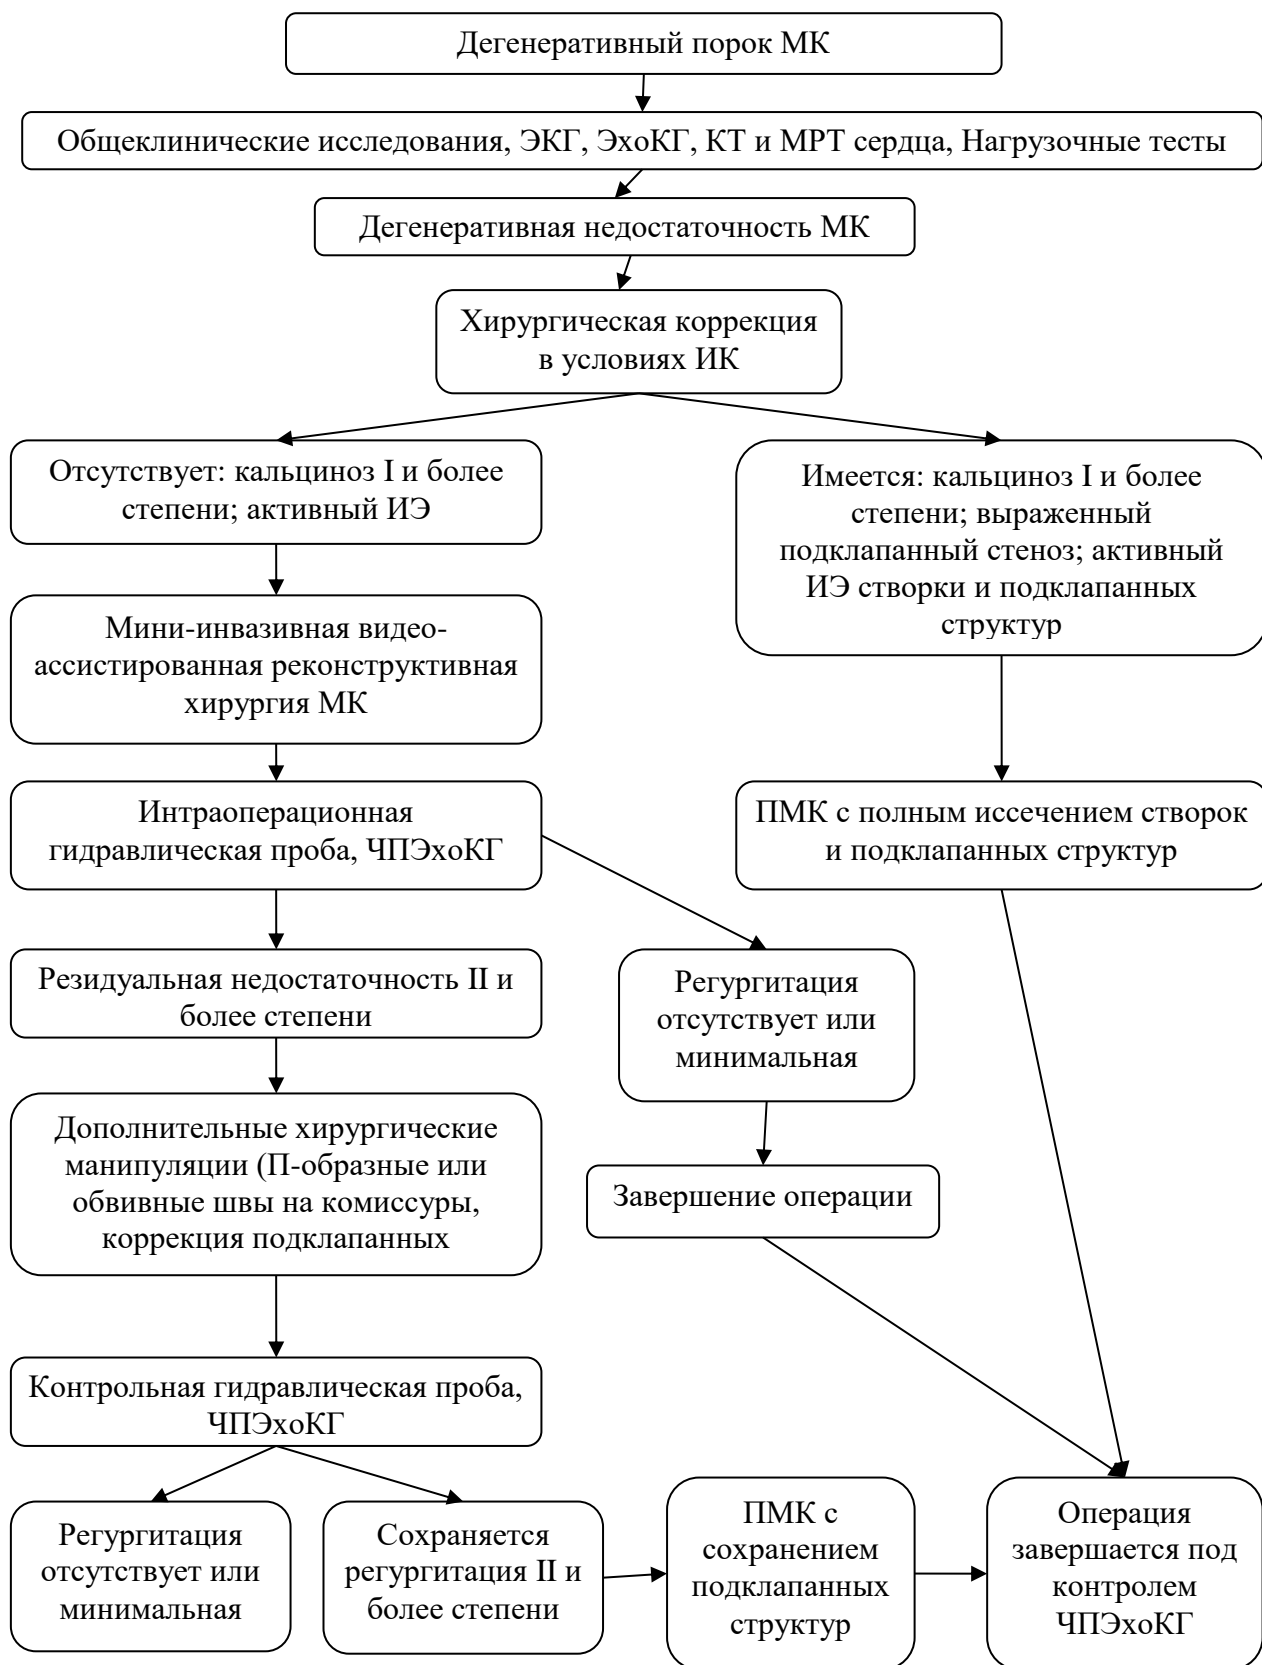 Дегенеративный порок МК
Общеклинические исследования, ЭКГ, ЭхоКГ, КТ и МРТ сердца, Нагрузочные тесты
Дегенеративная недостаточность МК
Хирургическая коррекция
в условиях ИК
Отсутствует: кальциноз I и более
степени; активный ИЭ
Имеется: кальциноз I и более
степени; выраженный
подклапанный стеноз; активный
ИЭ створки и подклапанных
структур
Мини-инвазивная видео-
ассистированная реконструктивная
хирургия МК
Интраоперационная
гидравлическая проба, ЧПЭхоКГ
ПМК с полным иссечением створок
и подклапанных структур
Резидуальная недостаточность II и
более степени
Регургитация
отсутствует или
минимальная
Дополнительные хирургические
манипуляции (П-образные или
обвивные швы на комиссуры,
коррекция подклапанных
Завершение операции
Контрольная гидравлическая проба,
ЧПЭхоКГ
Регургитация
отсутствует или
минимальная
Сохраняется
регургитация II и
более степени
ПМК с
сохранением
подклапанных
структур
Операция
завершается под
контролем
ЧПЭхоКГ